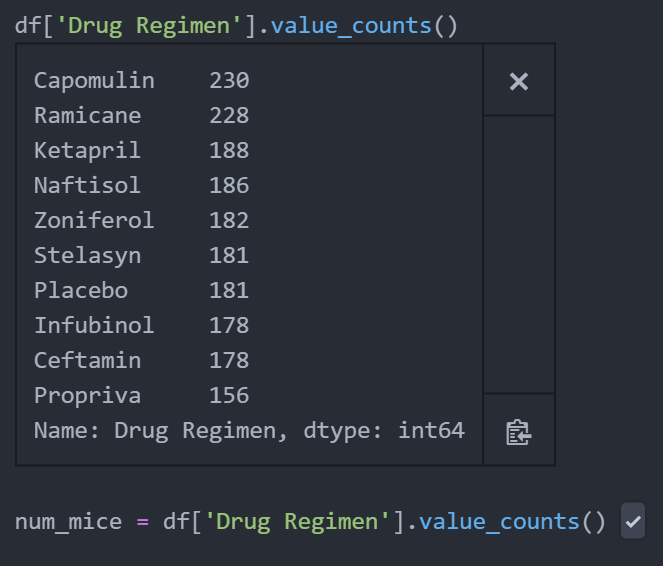 df['Drug Regimen'].value_counts()
Capomulin    230
Ramicane     228
Ketapril     188
Naftisol     186
Zoniferol    182
Stelasyn     181
Placebo      181
Infubinol    178
Ceftamin     178
Propriva     156
Name: Drug Regimen, dtype: int64
num_mice = df['Drug Regimen'].value_counts()